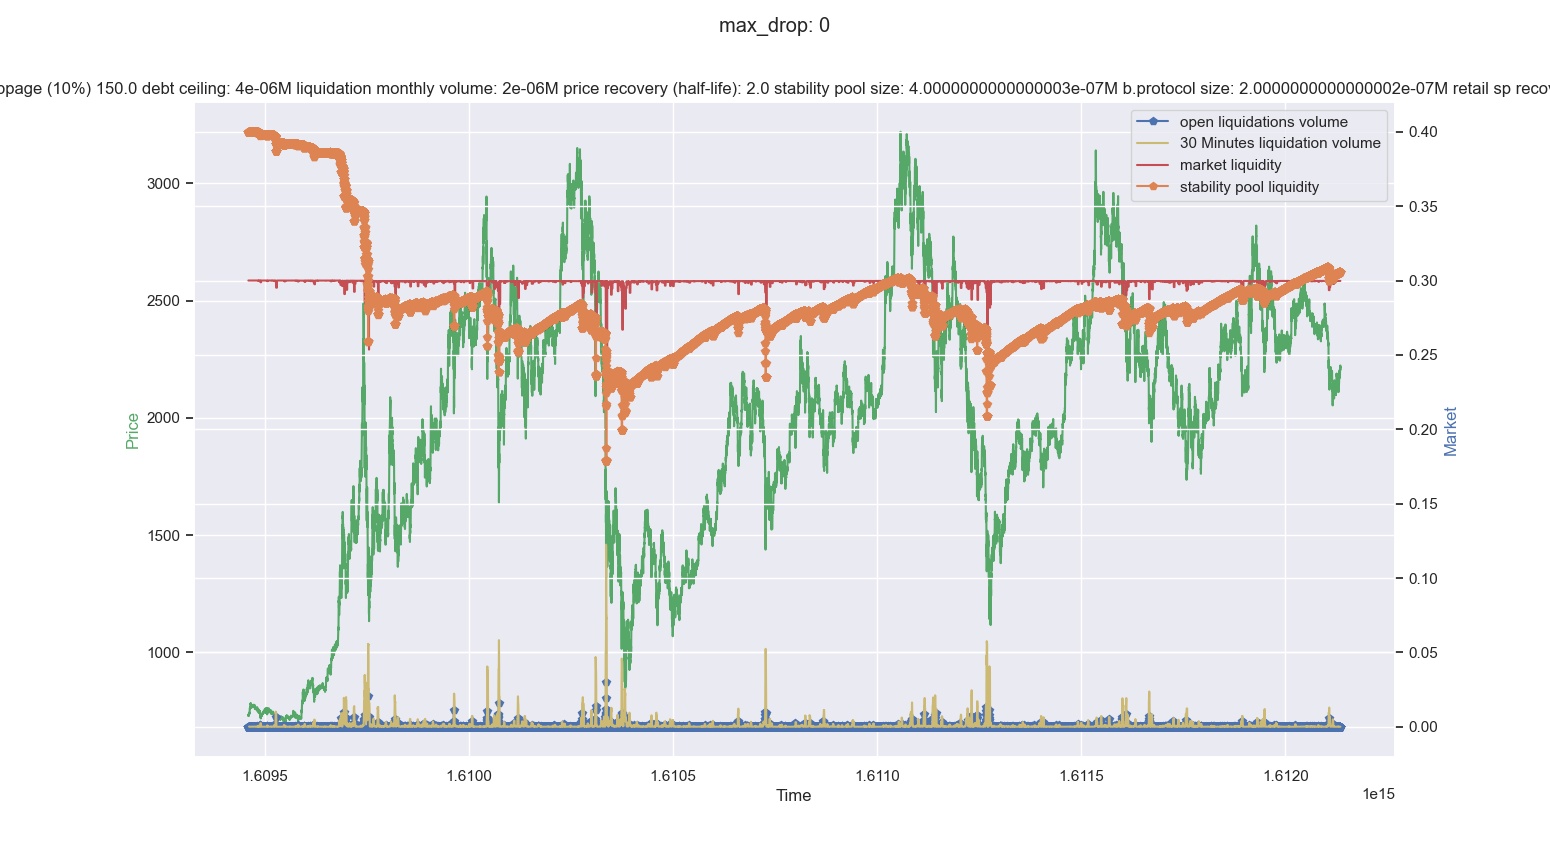 max_drop: 0
page (10%) 150.0 debt ceiling: 4e-06M liquidation monthly volume: 2e-06M price recovery (half-life): 2.0 stability pool size: 4.0000000000000003e-07M b.protocol size: 2.0000000000000002e-07M retail sp
open liquidations volume
30 Minutes liquidation volume
market liquidity
stability pool liquidity
3000
2500
2000
1500
1000
Price
0.40
0.35
0.30
0.25
0.20
0.15
0.10
0.05
0.00
Market
1.6095 1.6100 1.6105 1.6110 1.6115 1.6120
Time
1e15